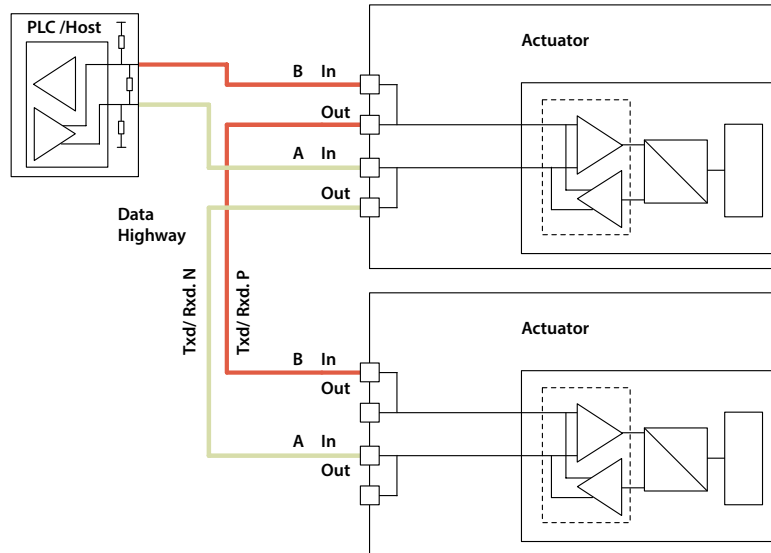 PLC /Host
Actuator
B In
Out
A In
Out
Data
Highway
Txd/ Rxd. N
Txd/ Rxd. P
Actuator
B In
Out
A In
Out